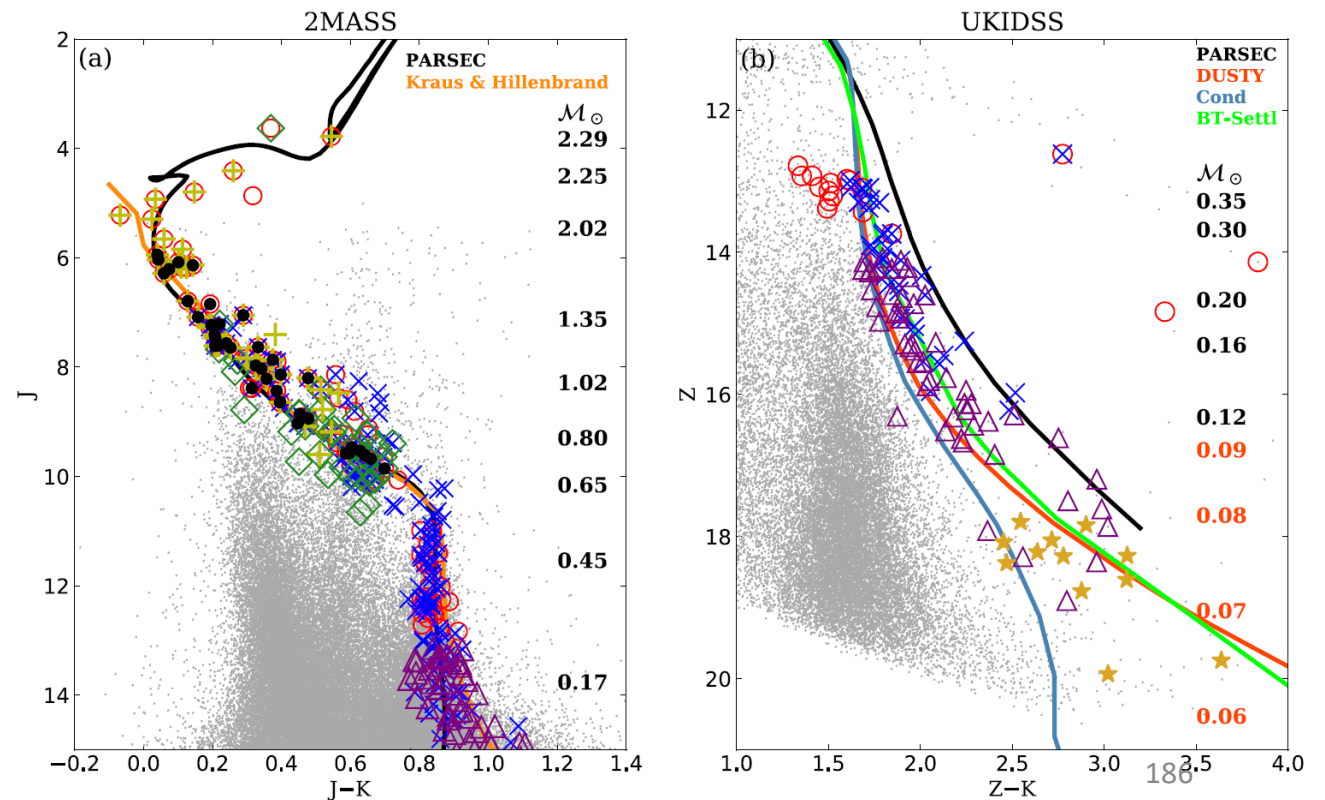 2MASS
(a)
PARSEC
Kraus & Hillenbrand
ℳ⊙
2.29
2.25
2.02
1.35
1.02
0.80
0.65
0.45
0.17
2
4
6
8
10
12
14
J
−0.2 0.0 0.2 0.4 0.6 0.8 1.0 1.2 1.4
J−K
UKIDSS
(b)
PARSEC
DUSTY
Cond
BT-Settl
ℳ⊙
0.35
0.30
0.20
0.16
0.12
0.09
0.08
0.07
0.06
12
14
16
18
20
Z
1.0 1.5 2.0 2.5 3.0 3.5 4.0
Z−K
186